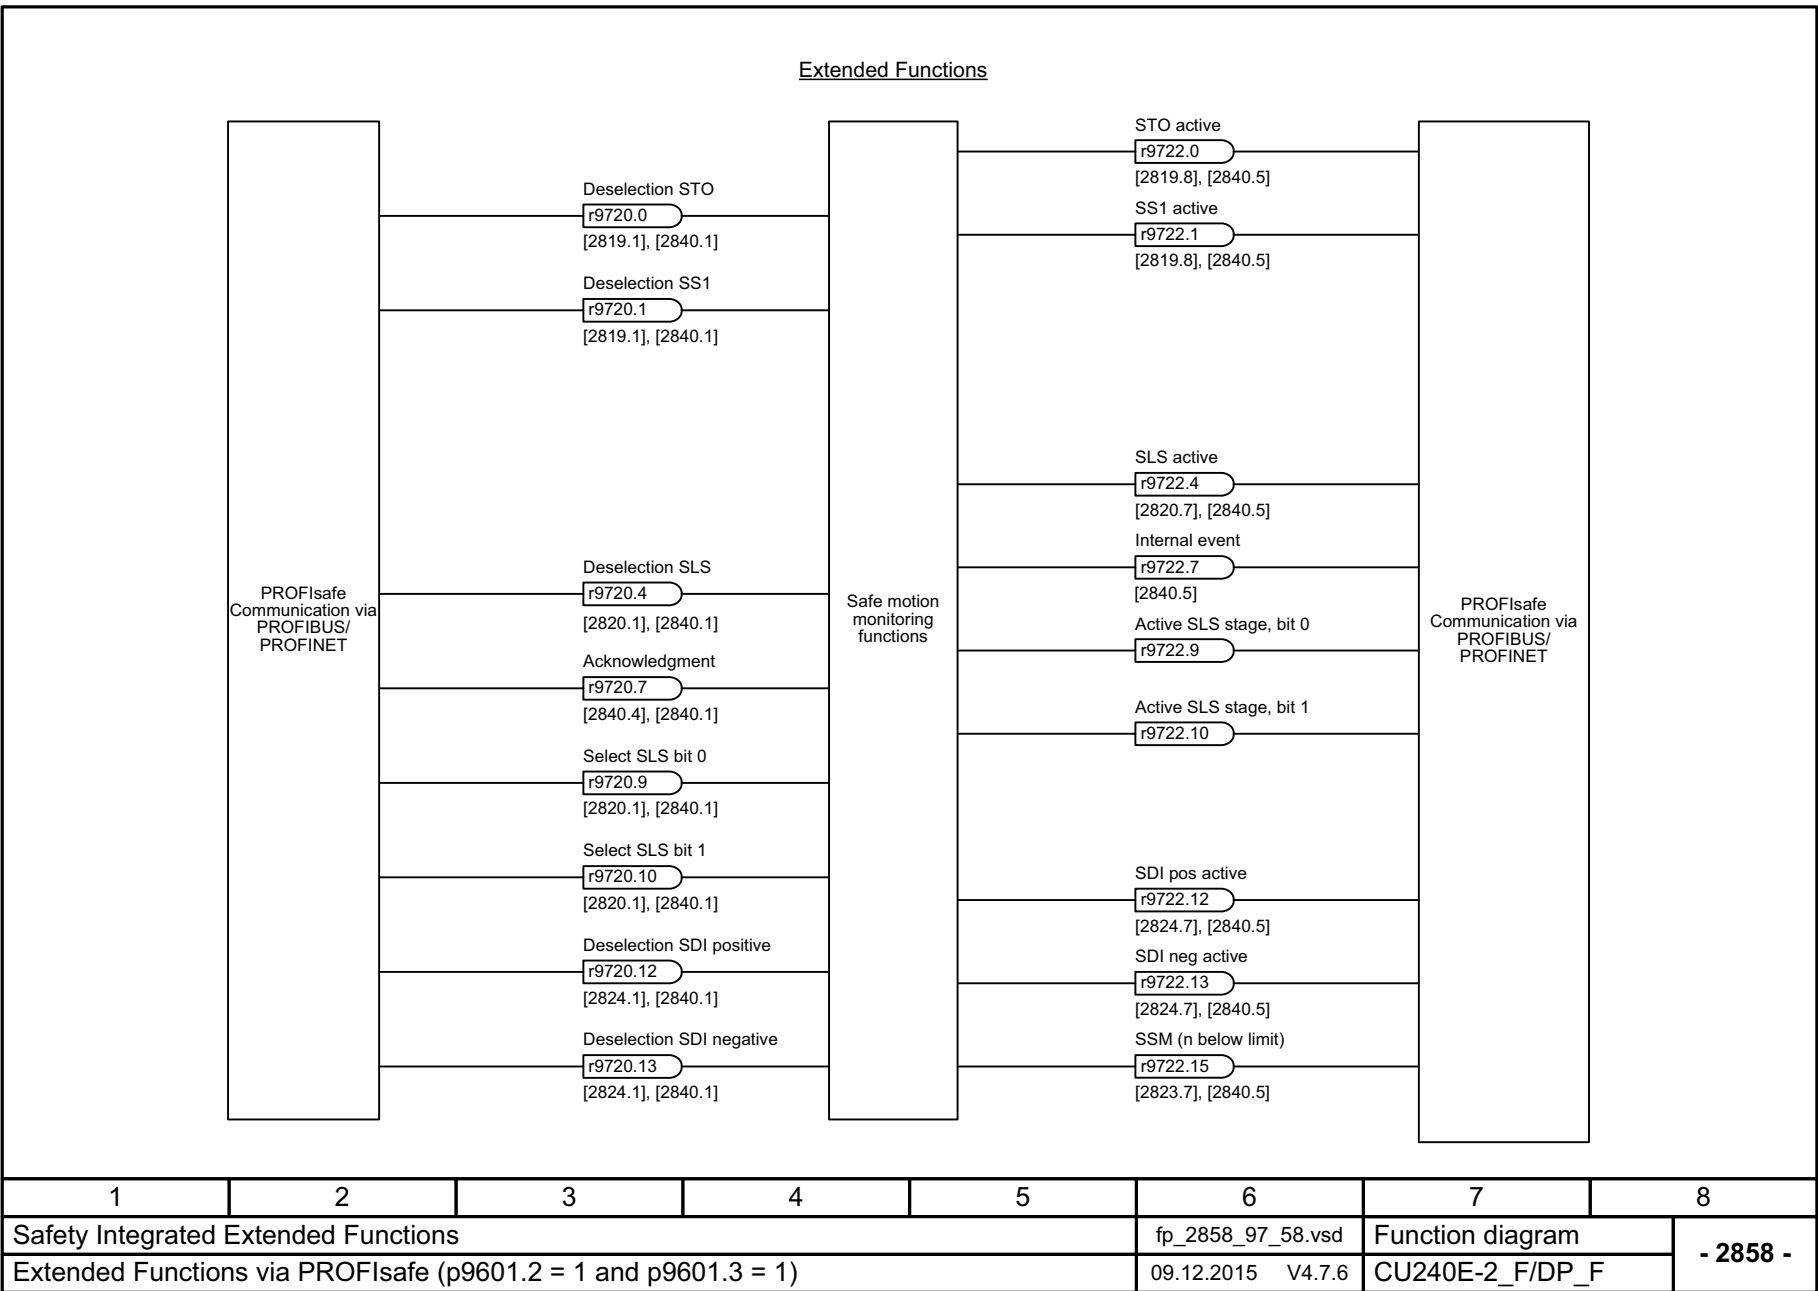 Extended Functions
PROFIsafe
Communication via
PROFIBUS/
PROFINET
Deselection STO
r9720.0
[2819.1], [2840.1]
Deselection SS1
r9720.1
[2819.1], [2840.1]
Deselection SLS
r9720.4
[2820.1], [2840.1]
Acknowledgment
r9720.7
[2840.4], [2840.1]
Select SLS bit 0
r9720.9
[2820.1], [2840.1]
Select SLS bit 1
r9720.10
[2820.1], [2840.1]
Deselection SDI positive
r9720.12
[2824.1], [2840.1]
Deselection SDI negative
r9720.13
[2824.1], [2840.1]
Safe motion
monitoring
functions
STO active
r9722.0
[2819.8], [2840.5]
SS1 active
r9722.1
[2819.8], [2840.5]
SLS active
r9722.4
[2820.7], [2840.5]
Internal event
r9722.7
[2840.5]
Active SLS stage, bit 0
r9722.9
Active SLS stage, bit 1
r9722.10
SDI pos active
r9722.12
[2824.7], [2840.5]
SDI neg active
r9722.13
[2824.7], [2840.5]
SSM (n below limit)
r9722.15
[2823.7], [2840.5]
PROFIsafe
Communication via
PROFIBUS/
PROFINET
1 2 3 4 5 6 7 8
Safety Integrated Extended Functions fp_2858_97_58.vsd Function diagram - 2858 -
Extended Functions via PROFIsafe (p9601.2 = 1 and p9601.3 = 1) 09.12.2015 V4.7.6 CU240E-2_F/DP_F